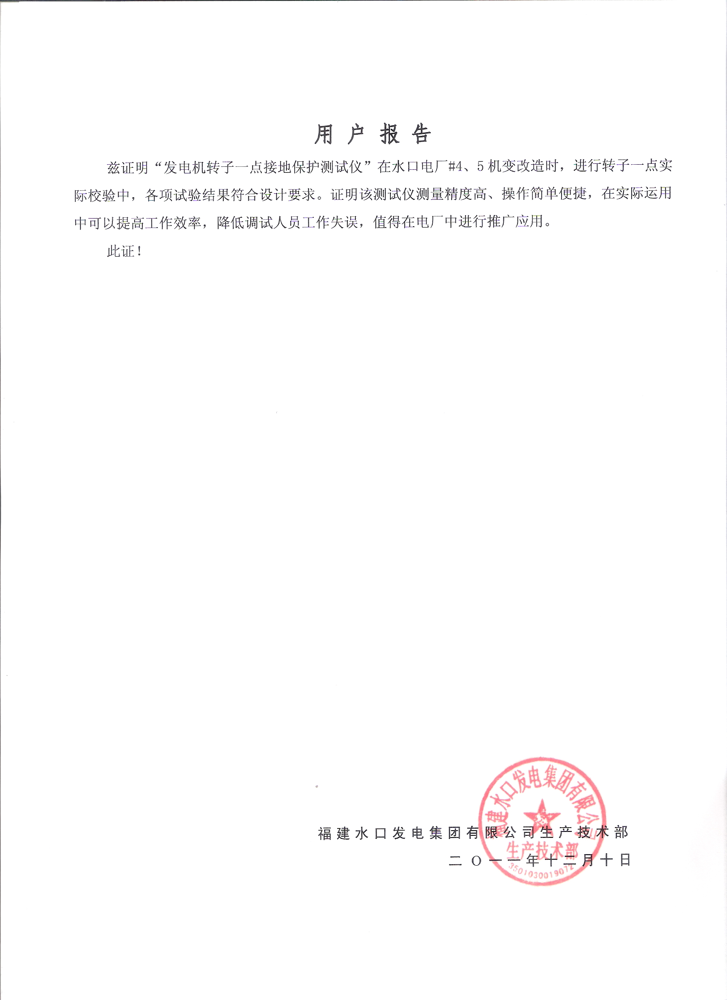 用户报告
兹证明“发电机转子一点接地保护测试仪”在水口电厂#4、5机变改造时，进行转子一点实
际校验中，各项试验结果符合设计要求。证明该测试仪测量精度高、操作简单便捷，在实际运用
中可以提高工作效率，降低调试人员工作失误，值得在电厂中进行推广应用。
此证！
福建水口发电集团有限公司
福建水口发电集团有限公司生产技术部
生产技术部
二O一一年十二月十日
3501030019072